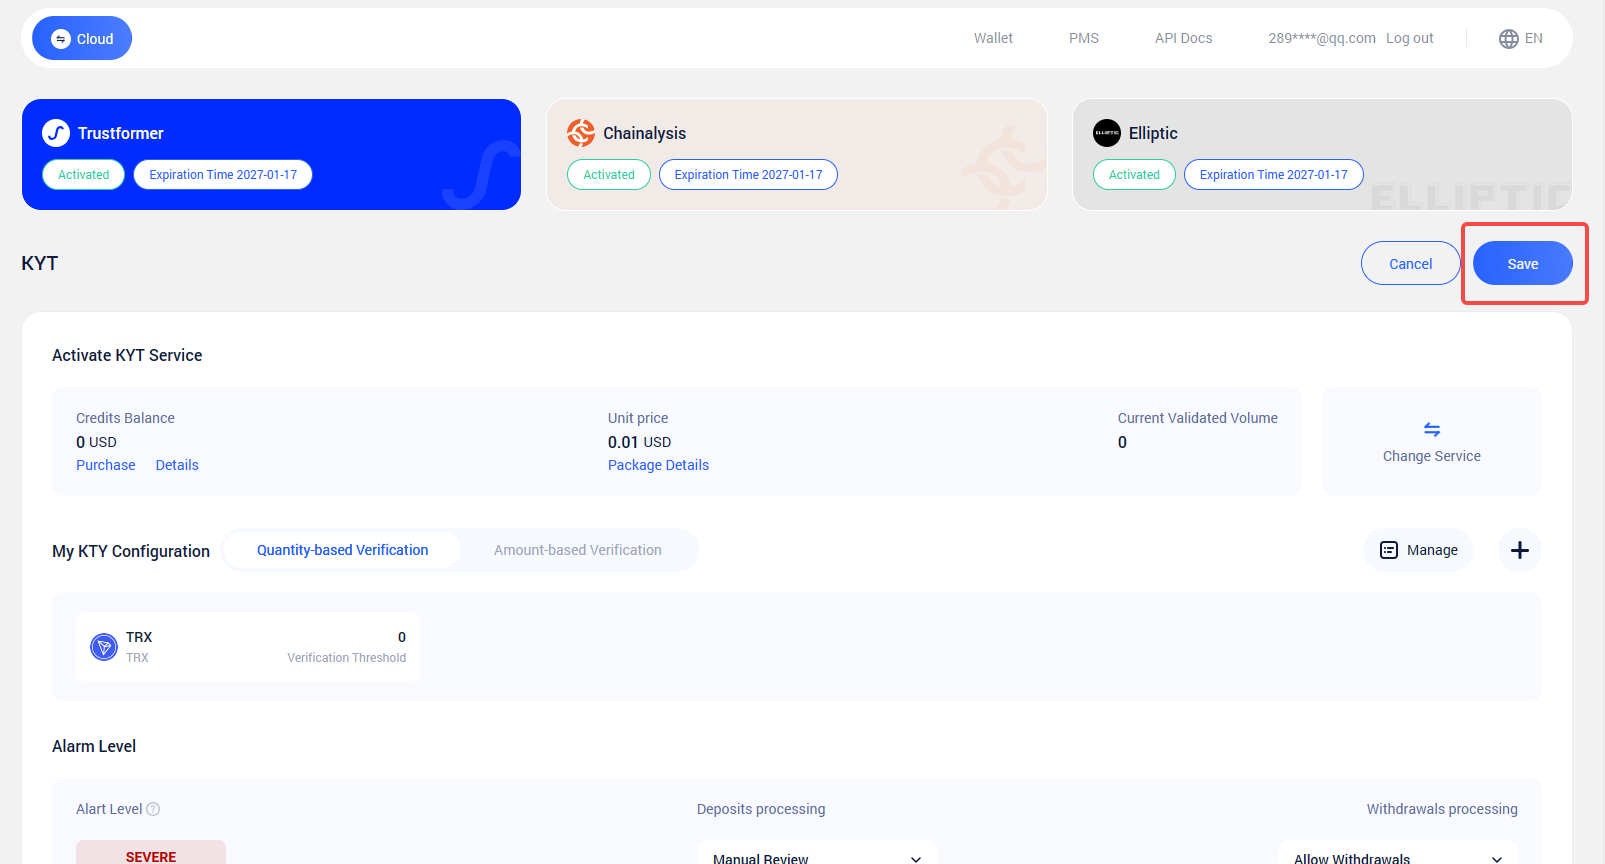 Cloud
Wallet
PMS
API Docs
289****@qq.com
Log out
EN
Trustformer
Activated
Expiration Time 2027-01-17
Chainalysis
Activated
Expiration Time 2027-01-17
ELLIPTIC
Elliptic
Activated
Expiration Time 2027-01-17
ELLIPTIC
KYT
Cancel
Save
Activate KYT Service
Credits Balance
0 USD
Purchase Details
Unit price
0.01 USD
Package Details
Current Validated Volume
0
Change Service
My KTY Configuration
Quantity-based Verification
Amount-based Verification
Manage
TRX
TRX
0
Verification Threshold
Alarm Level
Alart Level ?
Deposits processing
Withdrawals processing
SEVERE
Manual Review
Allow Withdrawals